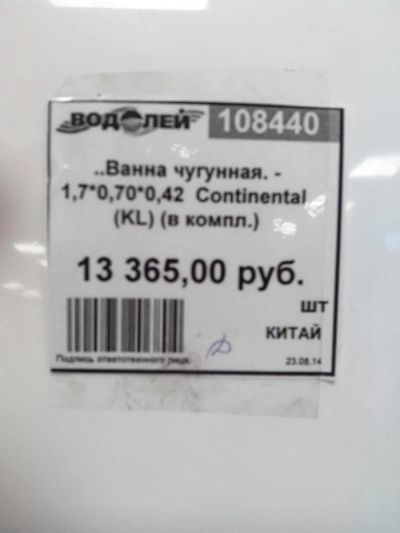 ВОДОЛЕЙ 108440
..Ванна чугунная. -
1,7*0,70*0,42 Continental
(KL) (в компл.)
13 365,00 руб.
шт
КИТАЙ
Подпись ответственного лица:
23.08.14